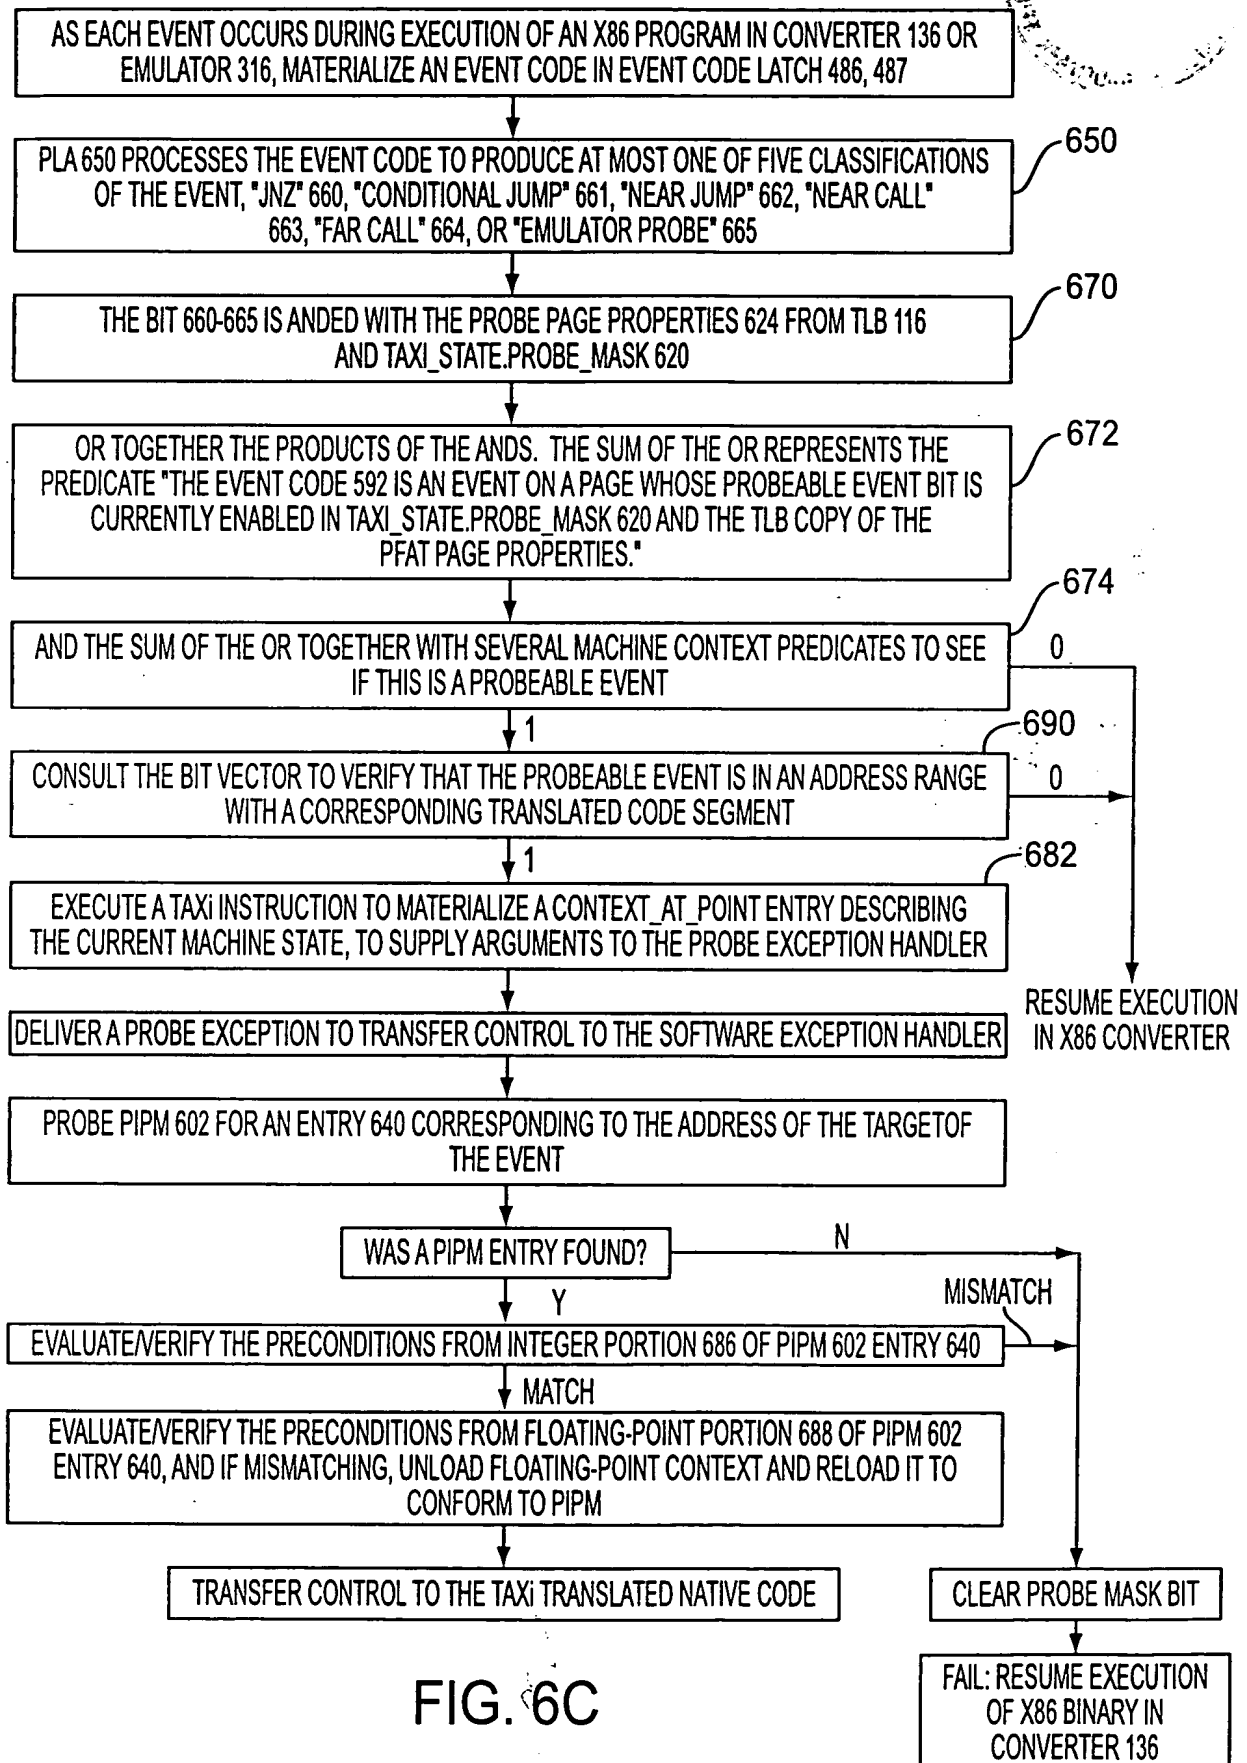 AS EACH EVENT OCCURS DURING EXECUTION OF AN X86 PROGRAM IN CONVERTER 136 OR
EMULATOR 316, MATERIALIZE AN EVENT CODE IN EVENT CODE LATCH 486, 487
650
PLA 650 PROCESSES THE EVENT CODE TO PRODUCE AT MOST ONE OF FIVE CLASSIFICATIONS
OF THE EVENT, "JNZ" 660, "CONDITIONAL JUMP" 661, "NEAR JUMP" 662, "NEAR CALL"
663, "FAR CALL" 664, OR "EMULATOR PROBE" 665
670
THE BIT 660-665 IS ANDED WITH THE PROBE PAGE PROPERTIES 624 FROM TLB 116
AND TAXI_STATE.PROBE_MASK 620
672
OR TOGETHER THE PRODUCTS OF THE ANDS. THE SUM OF THE OR REPRESENTS THE
PREDICATE "THE EVENT CODE 592 IS AN EVENT ON A PAGE WHOSE PROBEABLE EVENT BIT IS
CURRENTLY ENABLED IN TAXI_STATE.PROBE_MASK 620 AND THE TLB COPY OF THE
PFAT PAGE PROPERTIES."
674
AND THE SUM OF THE OR TOGETHER WITH SEVERAL MACHINE CONTEXT PREDICATES TO SEE
IF THIS IS A PROBEABLE EVENT
0
1
690
CONSULT THE BIT VECTOR TO VERIFY THAT THE PROBEABLE EVENT IS IN AN ADDRESS RANGE
WITH A CORRESPONDING TRANSLATED CODE SEGMENT
0
1
682
EXECUTE A TAXi INSTRUCTION TO MATERIALIZE A CONTEXT_AT_POINT ENTRY DESCRIBING
THE CURRENT MACHINE STATE, TO SUPPLY ARGUMENTS TO THE PROBE EXCEPTION HANDLER
RESUME EXECUTION
IN X86 CONVERTER
DELIVER A PROBE EXCEPTION TO TRANSFER CONTROL TO THE SOFTWARE EXCEPTION HANDLER
PROBE PIPM 602 FOR AN ENTRY 640 CORRESPONDING TO THE ADDRESS OF THE TARGETOF
THE EVENT
WAS A PIPM ENTRY FOUND?
N
Y
MISMATCH
EVALUATE/VERIFY THE PRECONDITIONS FROM INTEGER PORTION 686 OF PIPM 602 ENTRY 640
MATCH
EVALUATE/VERIFY THE PRECONDITIONS FROM FLOATING-POINT PORTION 688 OF PIPM 602
ENTRY 640, AND IF MISMATCHING, UNLOAD FLOATING-POINT CONTEXT AND RELOAD IT TO
CONFORM TO PIPM
TRANSFER CONTROL TO THE TAXi TRANSLATED NATIVE CODE
CLEAR PROBE MASK BIT
FAIL: RESUME EXECUTION
OF X86 BINARY IN
CONVERTER 136
FIG. 6C